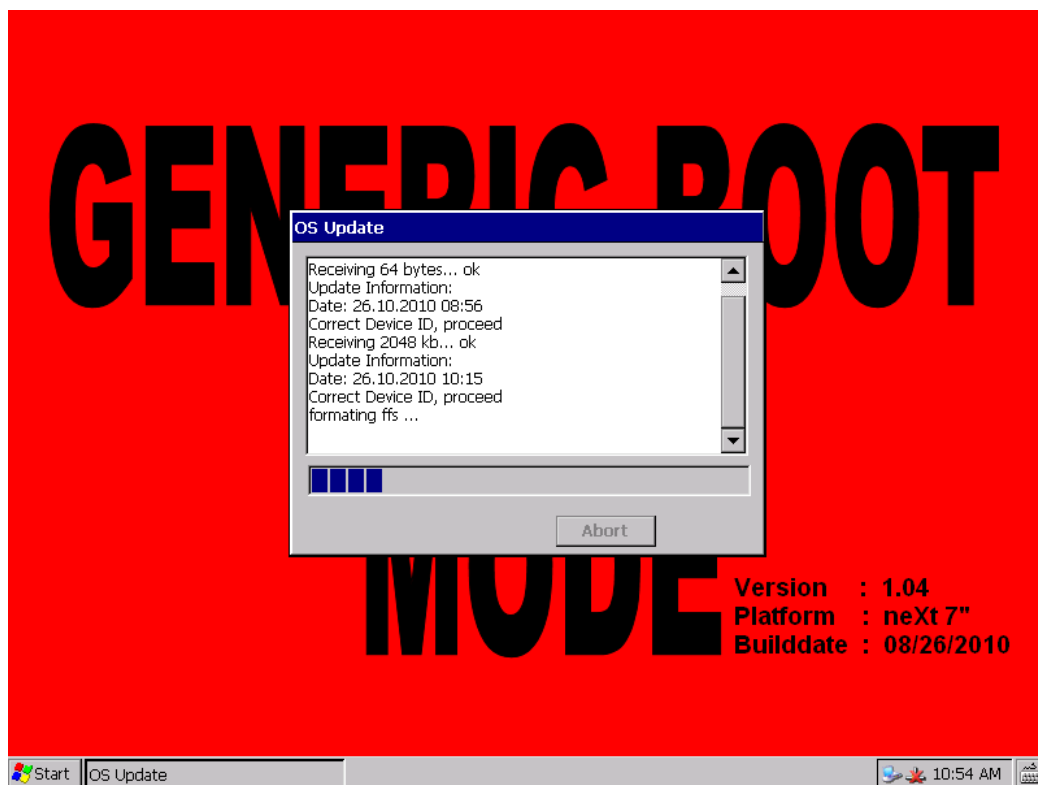 GENERIC BOOT
OS Update
Receiving 64 bytes... ok
Update Information:
Date: 26.10.2010 08:56
Correct Device ID, proceed
Receiving 2048 kb... ok
Update Information:
Date: 26.10.2010 10:15
Correct Device ID, proceed
formating ffs ...
Abort
MODE
Version : 1.04
Platform : neXt 7"
Builddate : 08/26/2010
Start OS Update 10:54 AM